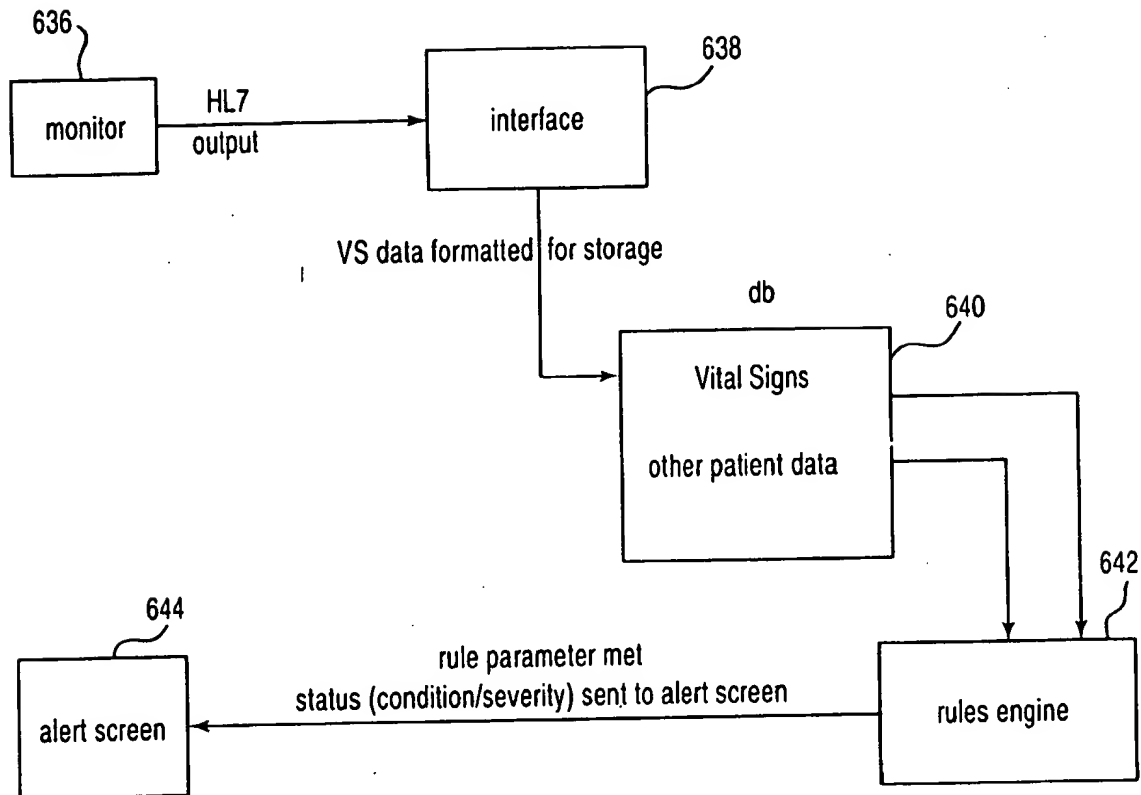 636
monitor
HL7
output
638
interface
VS data formatted for storage
db
640
Vital Signs
other patient data
642
rules engine
rule parameter met
status (condition/severity) sent to alert screen
644
alert screen